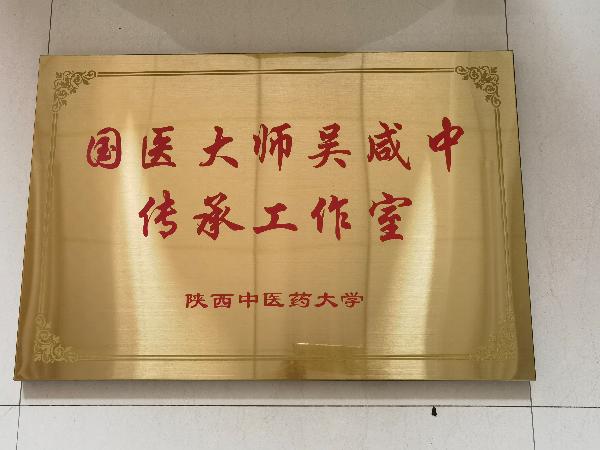 国医大师吴咸中
传承工作室
陕西中医药大学